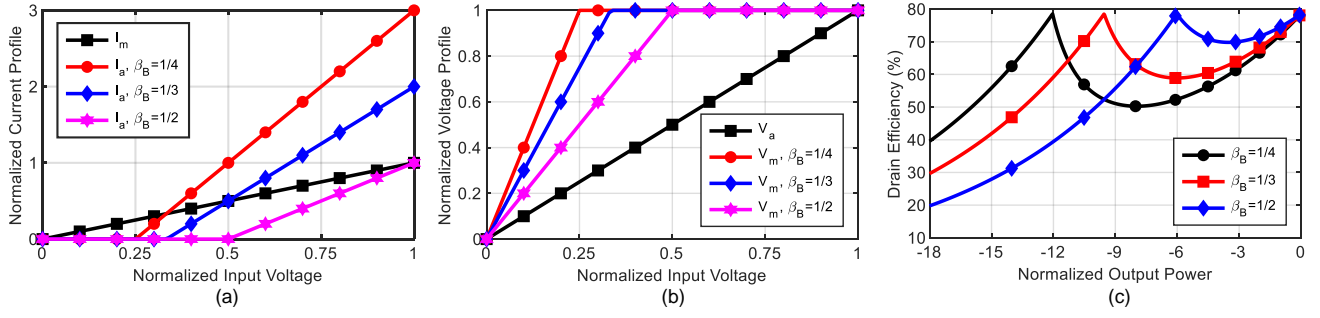 3
2
1
0
0
0.25
0.5
0.75
1
Normalized Current Profile
Normalized Input Voltage
I_m
I_a, β_B=1/4
I_a, β_B=1/3
I_a, β_B=1/2
(a)
1
0.8
0.6
0.4
0.2
0
0
0.25
0.5
0.75
1
Normalized Voltage Profile
Normalized Input Voltage
V_a
V_m, β_B=1/4
V_m, β_B=1/3
V_m, β_B=1/2
(b)
80
70
60
50
40
30
20
10
-18
-15
-12
-9
-6
-3
0
Drain Efficiency (%)
Normalized Output Power
β_B=1/4
β_B=1/3
β_B=1/2
(c)